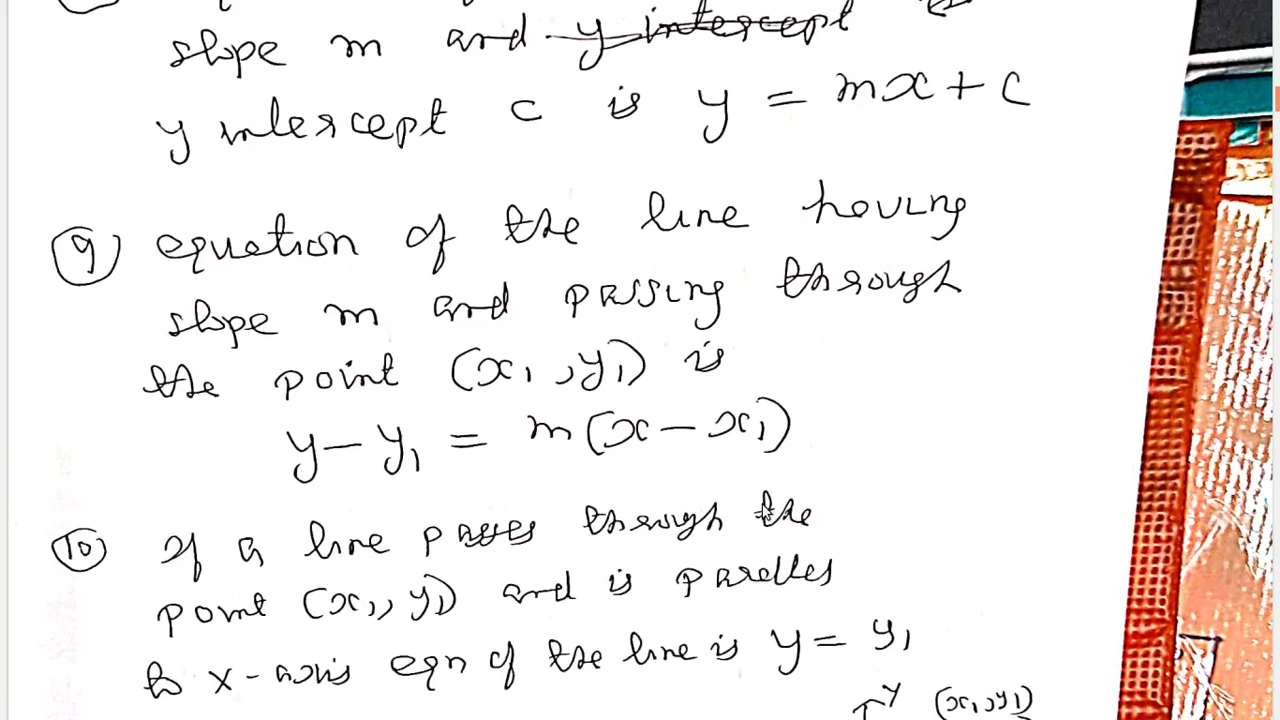 slope m and y intercept
y intercept c is y = mx + c
9 equation of the line having
slope m and passing through
the point (x₁, y₁) is
y - y₁ = m(x - x₁)
10 If a line passes through the
point (x₁, y₁) and is parellel
to x-axis eqn of the line is y = y₁
y (x₁, y₁)